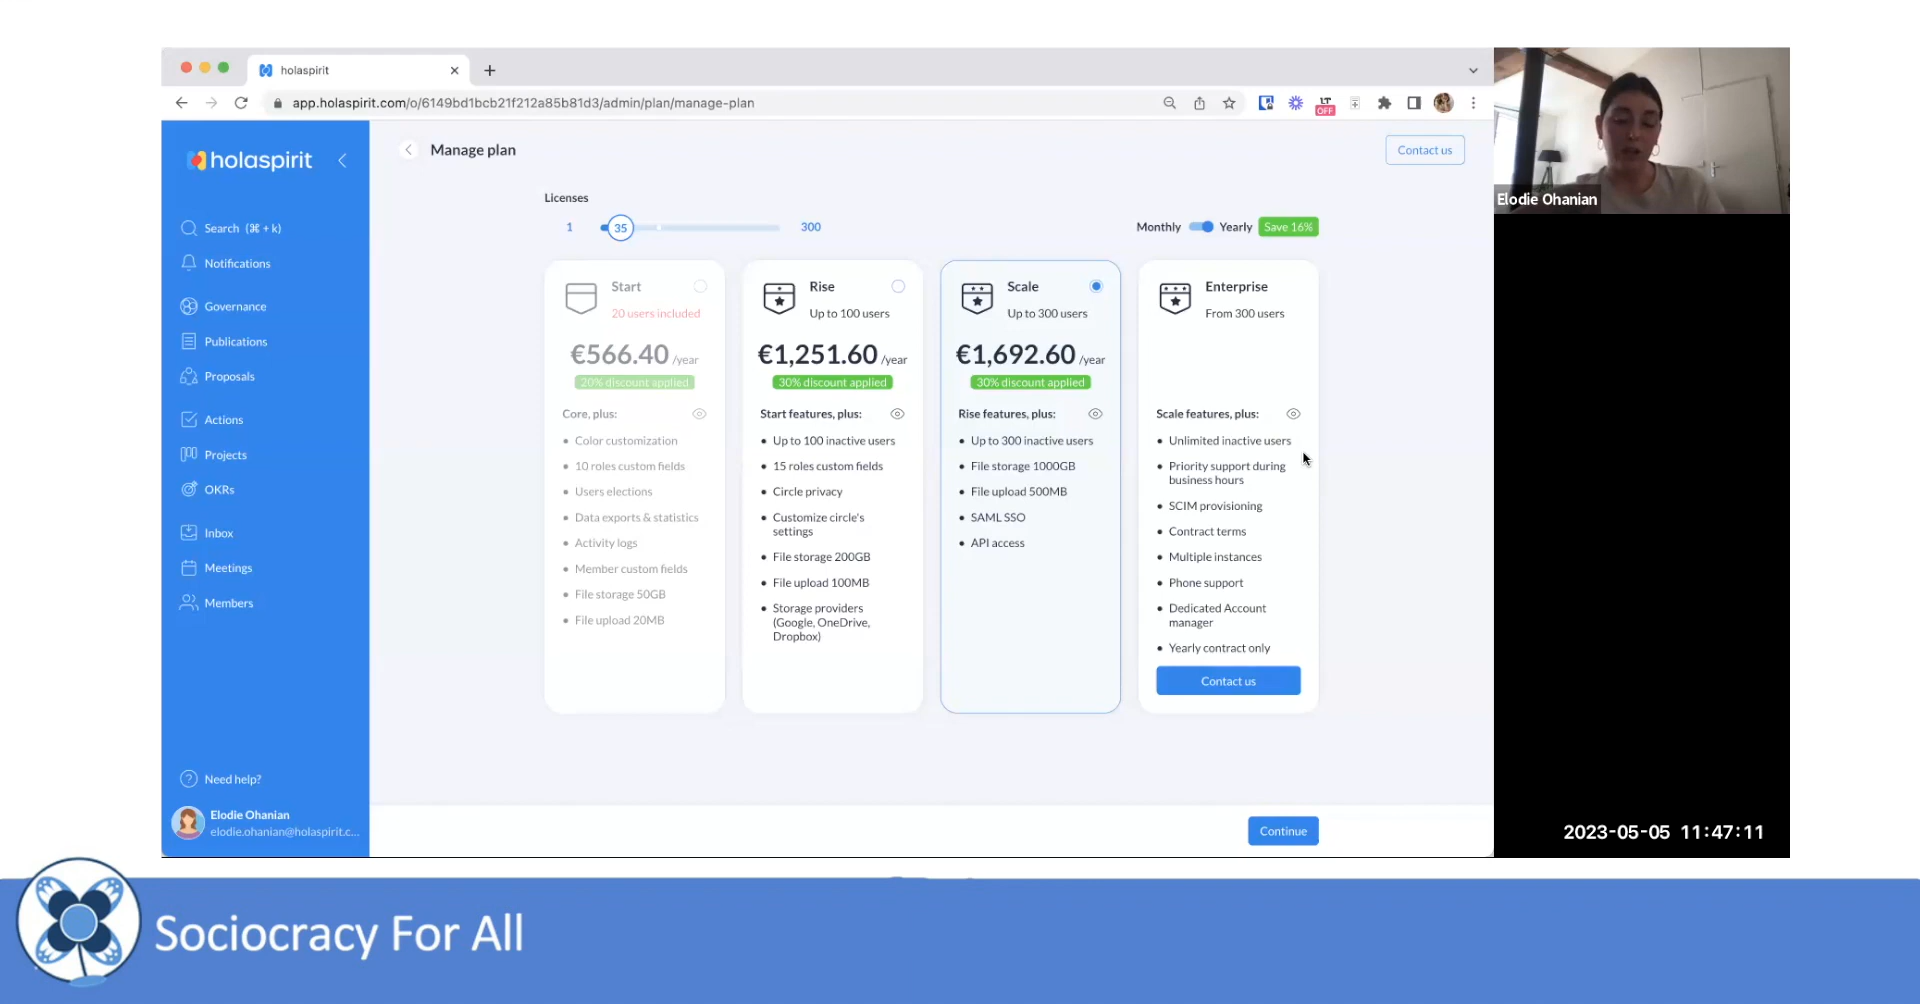 holaspirit
app.holaspirit.com/o/6149bd1bcb21f212a85b81d3/admin/plan/manage-plan
LT
OFF
holaspirit
Search (⌘ + k)
Notifications
Governance
Publications
Proposals
Actions
Projects
OKRs
Inbox
Meetings
Members
Need help?
Elodie Ohanian
elodie.ohanian@holaspirit.c...
Manage plan
Contact us
Licenses
1
35
300
Monthly
Yearly
Save 16%
Start
20 users included
€566.40 /year
20% discount applied
Core, plus:
• Color customization
• 10 roles custom fields
• Users elections
• Data exports & statistics
• Activity logs
• Member custom fields
• File storage 50GB
• File upload 20MB
Rise
Up to 100 users
€1,251.60 /year
30% discount applied
Start features, plus:
• Up to 100 inactive users
• 15 roles custom fields
• Circle privacy
• Customize circle's
settings
• File storage 200GB
• File upload 100MB
• Storage providers
(Google, OneDrive,
Dropbox)
Scale
Up to 300 users
€1,692.60 /year
30% discount applied
Rise features, plus:
• Up to 300 inactive users
• File storage 1000GB
• File upload 500MB
• SAML SSO
• API access
Enterprise
From 300 users
Scale features, plus:
• Unlimited inactive users
• Priority support during
business hours
• SCIM provisioning
• Contract terms
• Multiple instances
• Phone support
• Dedicated Account
manager
• Yearly contract only
Contact us
Continue
Elodie Ohanian
2023-05-05 11:47:11
Sociocracy For All